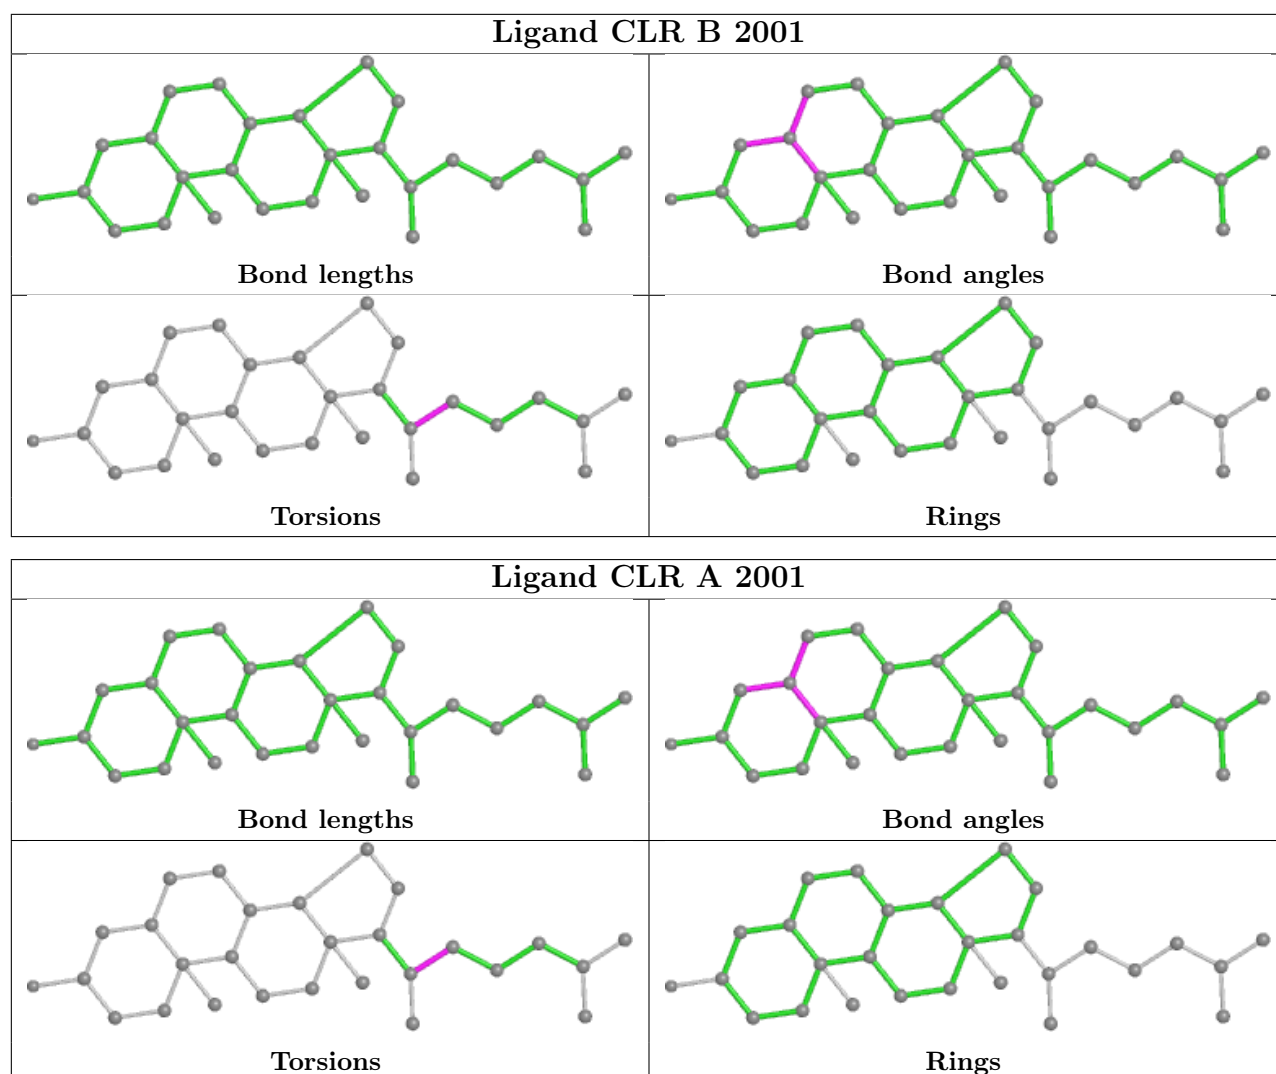 Ligand CLR B 2001
Bond lengths
Bond angles
Torsions
Rings
Ligand CLR A 2001
Bond lengths
Bond angles
Torsions
Rings